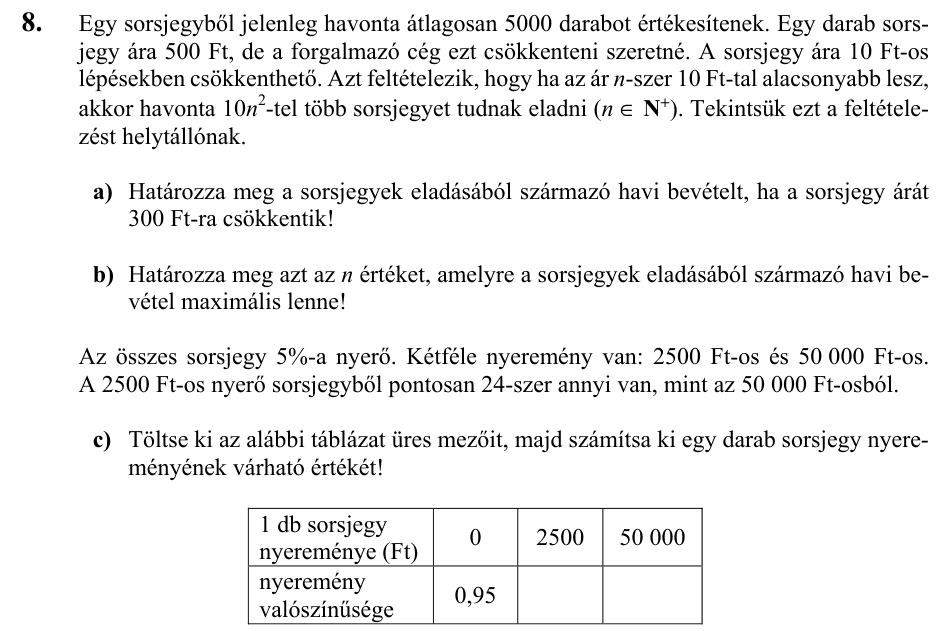 8. Egy sorsjegyből jelenleg havonta átlagosan 5000 darabot értékesítenek. Egy darab sors-
jegy ára 500 Ft, de a forgalmazó cég ezt csökkenteni szeretné. A sorsjegy ára 10 Ft-os
lépésekben csökkenthető. Azt feltételezik, hogy ha az ár n-szer 10 Ft-tal alacsonyabb lesz,
akkor havonta 10n²-tel több sorsjegyet tudnak eladni (n ∈ N⁺). Tekintsük ezt a feltétele-
zést helytállónak.
a) Határozza meg a sorsjegyek eladásából származó havi bevételt, ha a sorsjegy árát
300 Ft-ra csökkentik!
b) Határozza meg azt az n értéket, amelyre a sorsjegyek eladásából származó havi be-
vétel maximális lenne!
Az összes sorsjegy 5%-a nyerő. Kétféle nyeremény van: 2500 Ft-os és 50 000 Ft-os.
A 2500 Ft-os nyerő sorsjegyből pontosan 24-szer annyi van, mint az 50 000 Ft-osból.
c) Töltse ki az alábbi táblázat üres mezőit, majd számítsa ki egy darab sorsjegy nyere-
ményének várható értékét!
1 db sorsjegy
nyereménye (Ft) 0 2500 50 000
nyeremény
valószínűsége 0,95